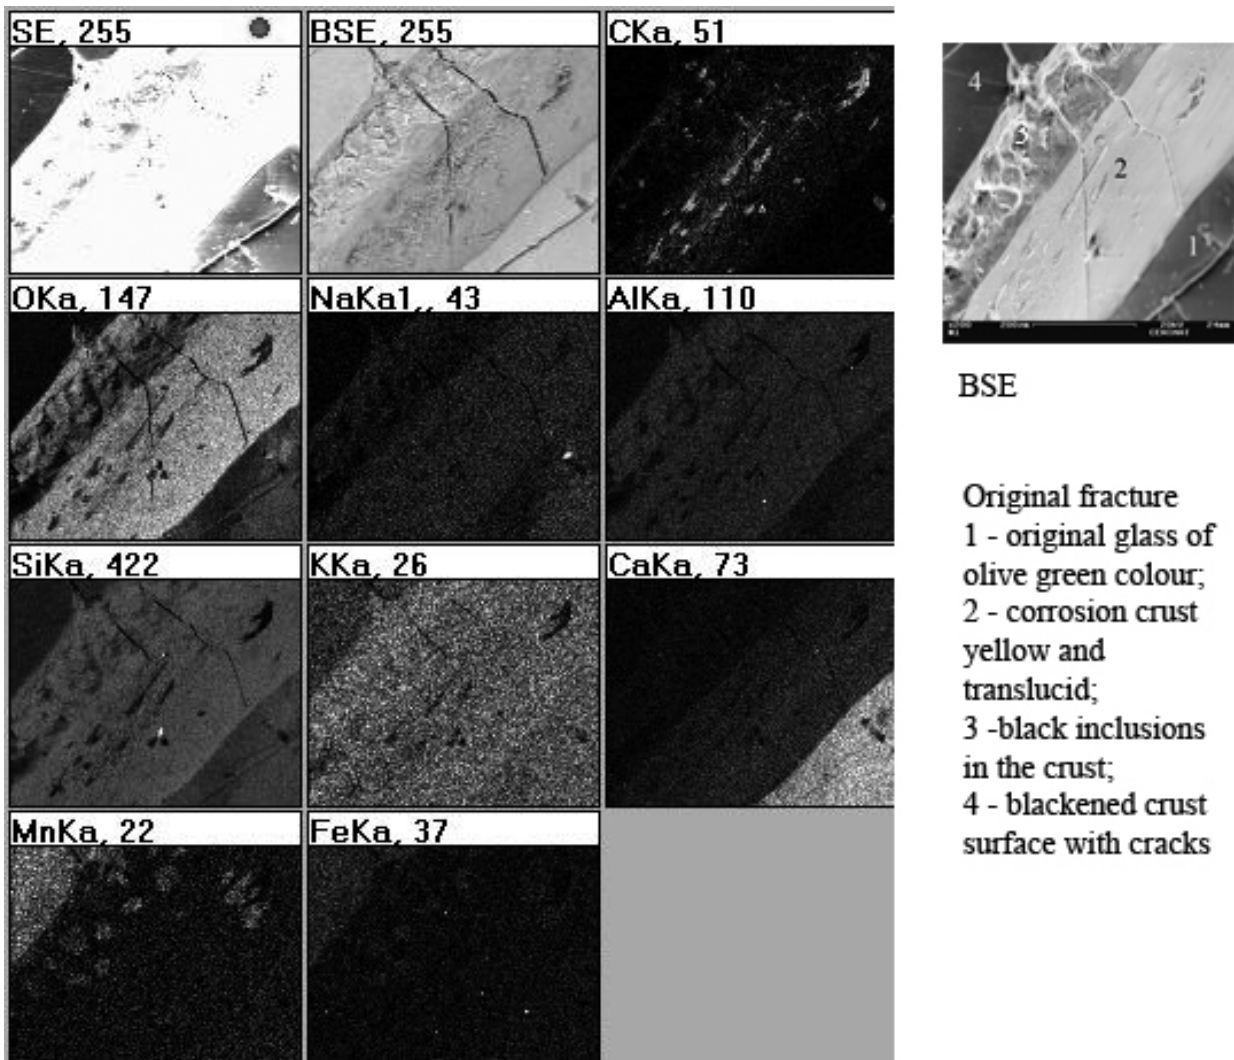 SE, 255
BSE, 255
CKa, 51
OKa, 147
NaKa1,, 43
AlKa, 110
SiKa, 422
KKa, 26
CaKa, 73
MnKa, 22
FeKa, 37
4
3
2
1
BSE
Original fracture
1 - original glass of
olive green colour;
2 - corrosion crust
yellow and
translucid;
3 -black inclusions
in the crust;
4 - blackened crust
surface with cracks